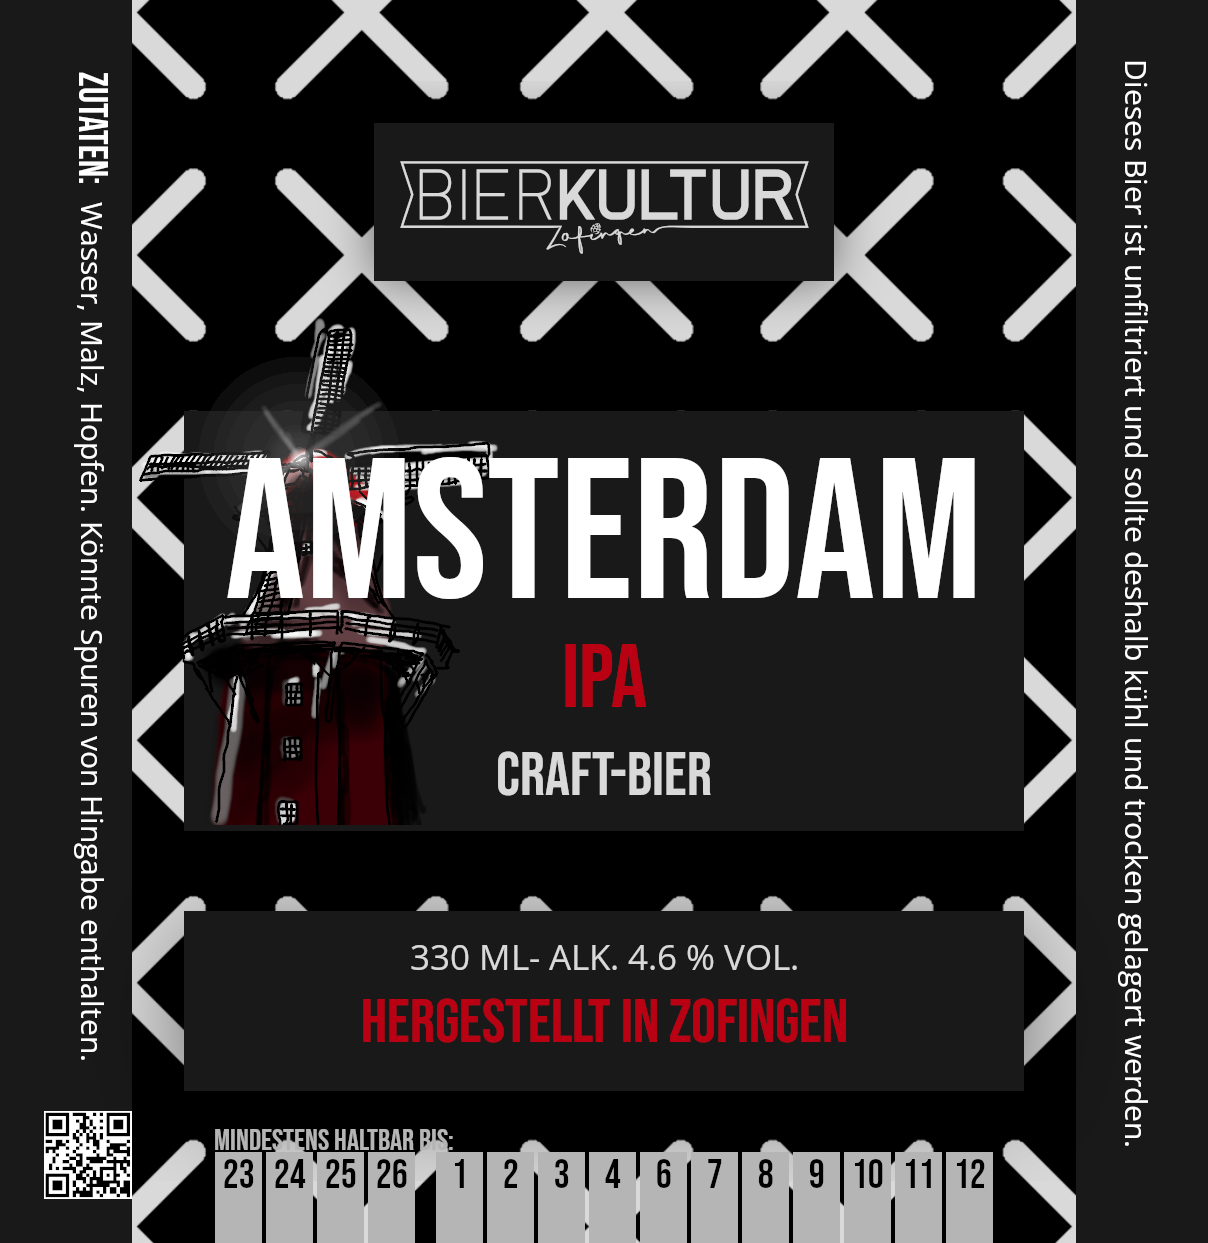 ZUTATEN: Wasser, Malz, Hopfen. Könnte Spuren von Hingabe enthalten.
BIERKULTUR
Zofingen
AMSTERDAM
IPA
CRAFT-BIER
330 ML- ALK. 4.6 % VOL.
HERGESTELLT IN ZOFINGEN
MINDESTENS HALTBAR BIS:
23 24 25 26 1 2 3 4 6 7 8 9 10 11 12
Dieses Bier ist unfiltriert und sollte deshalb kühl und trocken gelagert werden.